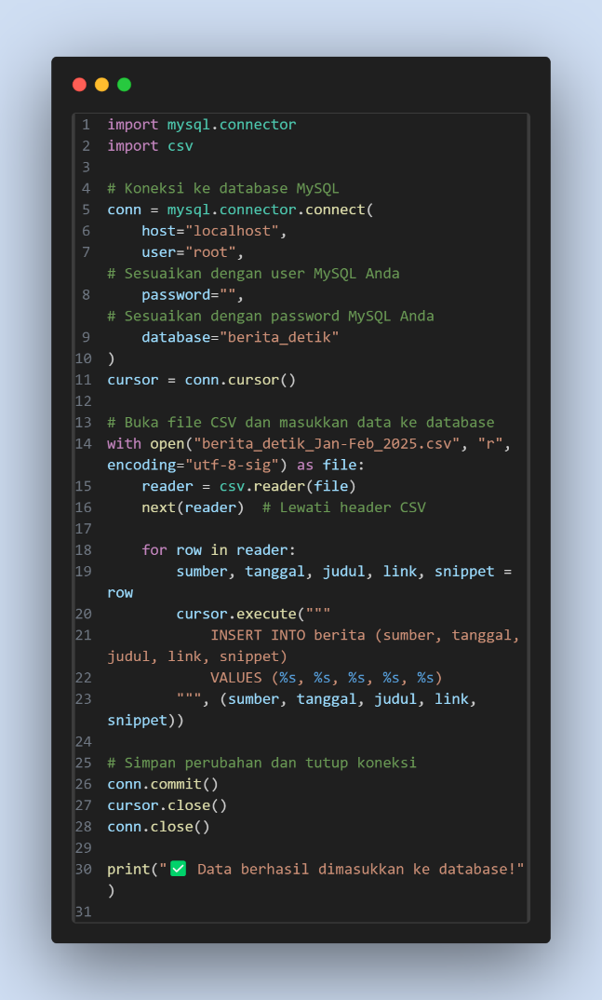 1 import mysql.connector
2 import csv
3
4 # Koneksi ke database MySQL
5 conn = mysql.connector.connect(
6     host="localhost",
7     user="root",
# Sesuaikan dengan user MySQL Anda
8     password="",
# Sesuaikan dengan password MySQL Anda
9     database="berita_detik"
10 )
11 cursor = conn.cursor()
12
13 # Buka file CSV dan masukkan data ke database
14 with open("berita_detik_Jan-Feb_2025.csv", "r",
encoding="utf-8-sig") as file:
15     reader = csv.reader(file)
16     next(reader)  # Lewati header CSV
17
18     for row in reader:
19         sumber, tanggal, judul, link, snippet =
row
20         cursor.execute("""
21             INSERT INTO berita (sumber, tanggal,
judul, link, snippet)
22             VALUES (%s, %s, %s, %s, %s)
23         """, (sumber, tanggal, judul, link,
snippet))
24
25 # Simpan perubahan dan tutup koneksi
26 conn.commit()
27 cursor.close()
28 conn.close()
29
30 print("✅ Data berhasil dimasukkan ke database!"
)
31